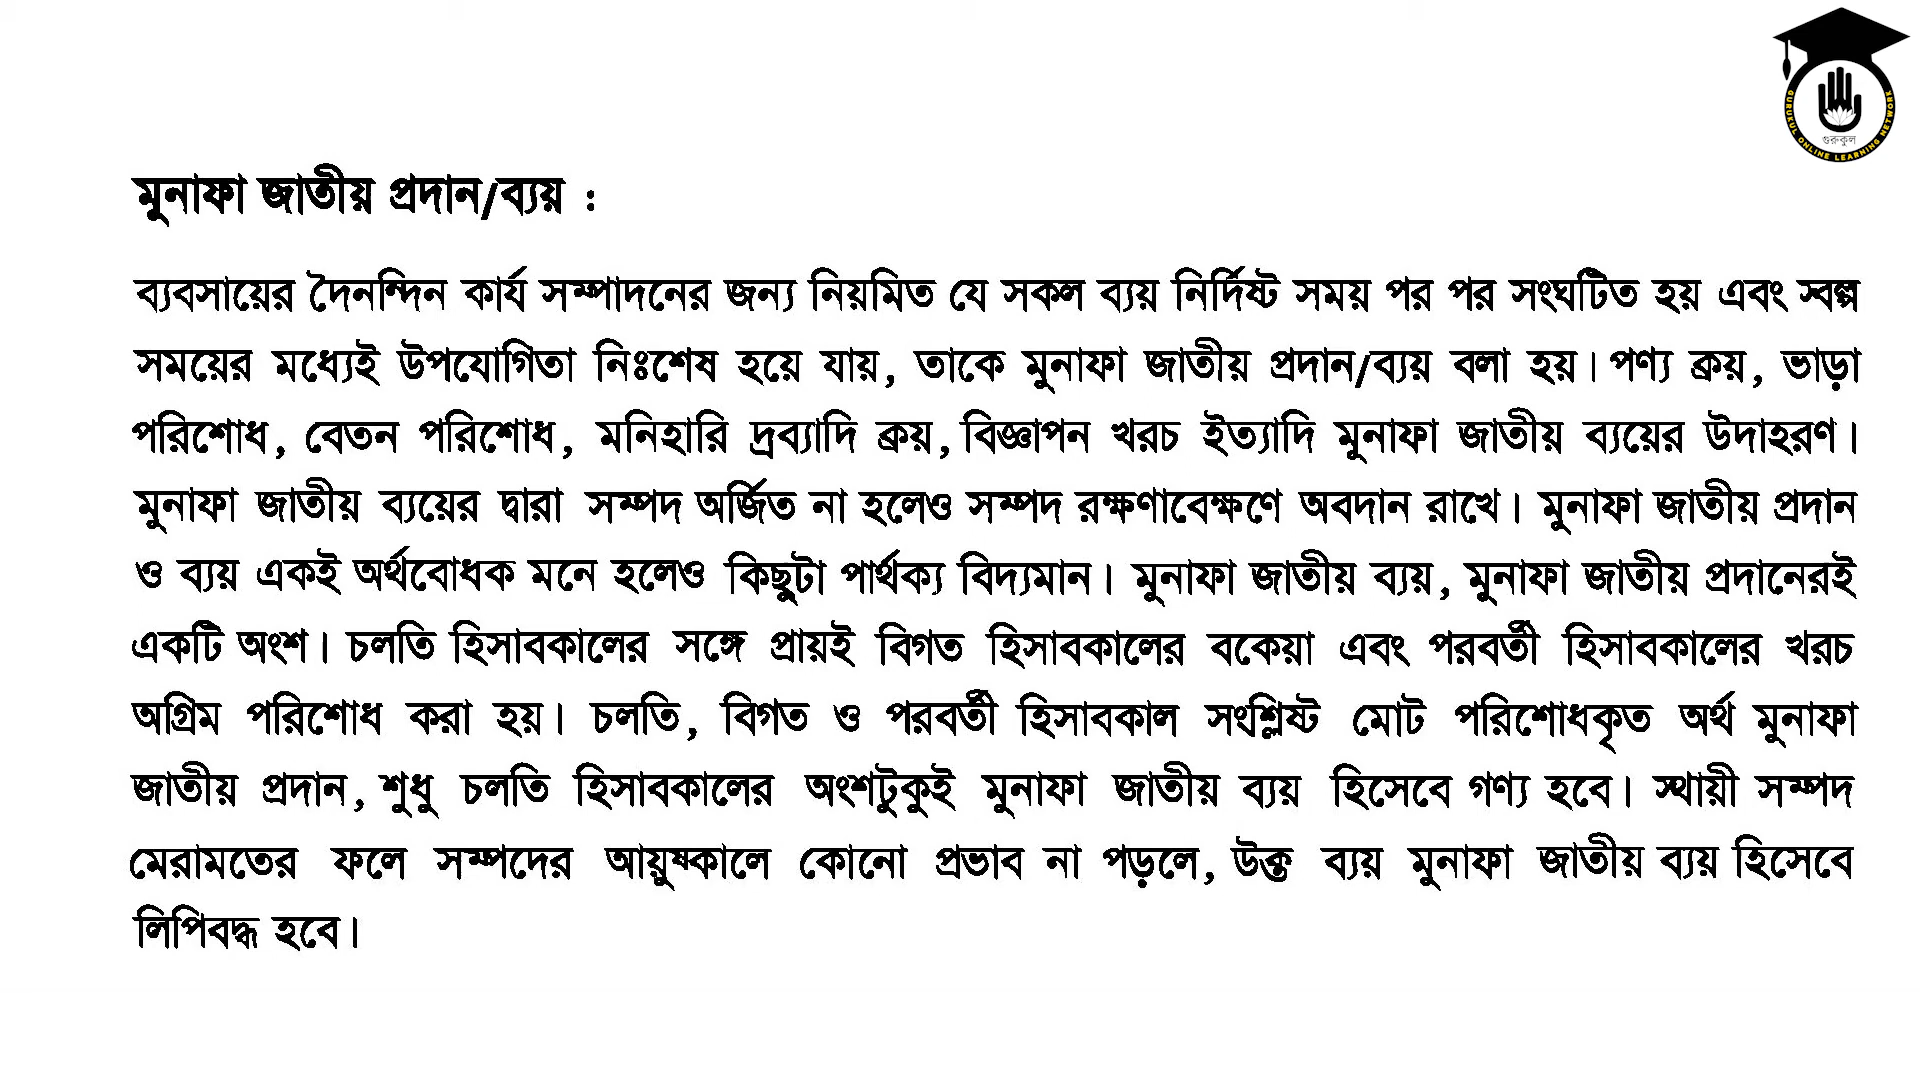 GURUKUL ONLINE LEARNING NETWORK
গুরুকুল
মুনাফা জাতীয় প্রদান/ব্যয় :
ব্যবসায়ের দৈনন্দিন কার্য সম্পাদনের জন্য নিয়মিত যে সকল ব্যয় নির্দিষ্ট সময় পর পর সংঘটিত হয় এবং স্বল্প
সময়ের মধ্যেই উপযোগিতা নিঃশেষ হয়ে যায়, তাকে মুনাফা জাতীয় প্রদান/ব্যয় বলা হয়। পণ্য ক্রয়, ভাড়া
পরিশোধ, বেতন পরিশোধ, মনিহারি দ্রব্যাদি ক্রয়, বিজ্ঞাপন খরচ ইত্যাদি মুনাফা জাতীয় ব্যয়ের উদাহরণ।
মুনাফা জাতীয় ব্যয়ের দ্বারা সম্পদ অর্জিত না হলেও সম্পদ রক্ষণাবেক্ষণে অবদান রাখে। মুনাফা জাতীয় প্রদান
ও ব্যয় একই অর্থবোধক মনে হলেও কিছুটা পার্থক্য বিদ্যমান। মুনাফা জাতীয় ব্যয়, মুনাফা জাতীয় প্রদানেরই
একটি অংশ। চলতি হিসাবকালের সঙ্গে প্রায়ই বিগত হিসাবকালের বকেয়া এবং পরবর্তী হিসাবকালের খরচ
অগ্রিম পরিশোধ করা হয়। চলতি, বিগত ও পরবর্তী হিসাবকাল সংশ্লিষ্ট মোট পরিশোধকৃত অর্থ মুনাফা
জাতীয় প্রদান, শুধু চলতি হিসাবকালের অংশটুকুই মুনাফা জাতীয় ব্যয় হিসেবে গণ্য হবে। স্থায়ী সম্পদ
মেরামতের ফলে সম্পদের আয়ুষ্কালে কোনো প্রভাব না পড়লে, উক্ত ব্যয় মুনাফা জাতীয় ব্যয় হিসেবে
লিপিবদ্ধ হবে।